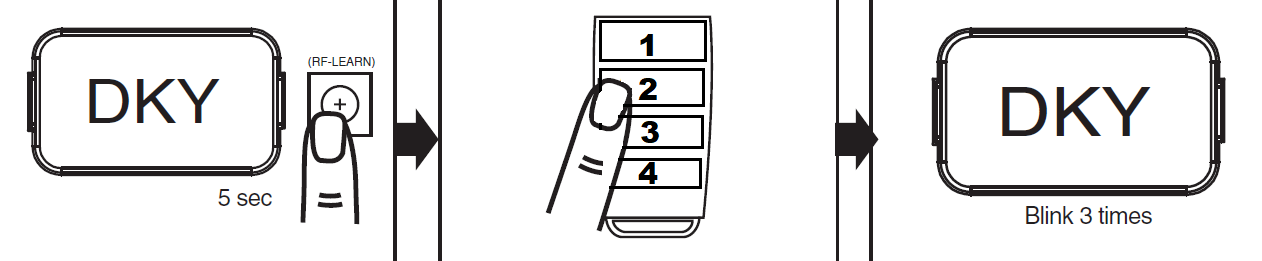 DKY
(RF-LEARN)
5 sec
1
2
3
4
DKY
Blink 3 times